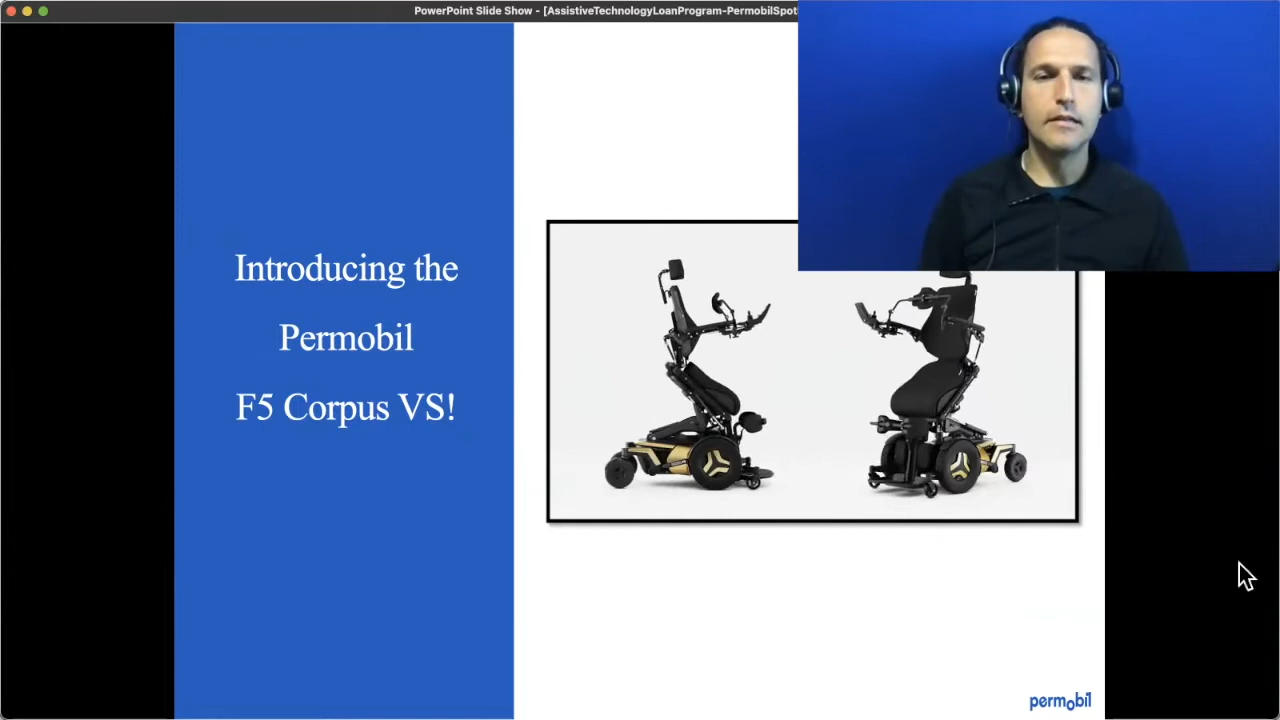 PowerPoint Slide Show - [AssistiveTechnologyLoanProgram-PermobilSpot
Introducing the
Permobil
F5 Corpus VS!
permobil